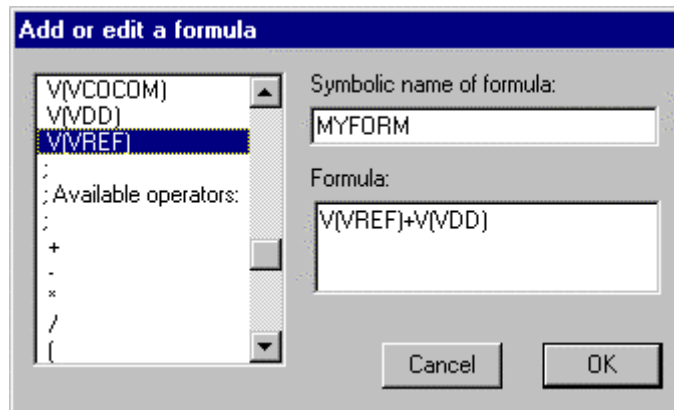 Add or edit a formula
V(VCOCOM)
V(VDD)
V(VREF)
;
; Available operators:
;
+
-
*
/
(
Symbolic name of formula:
MYFORM
Formula:
V(VREF)+V(VDD)
Cancel
OK